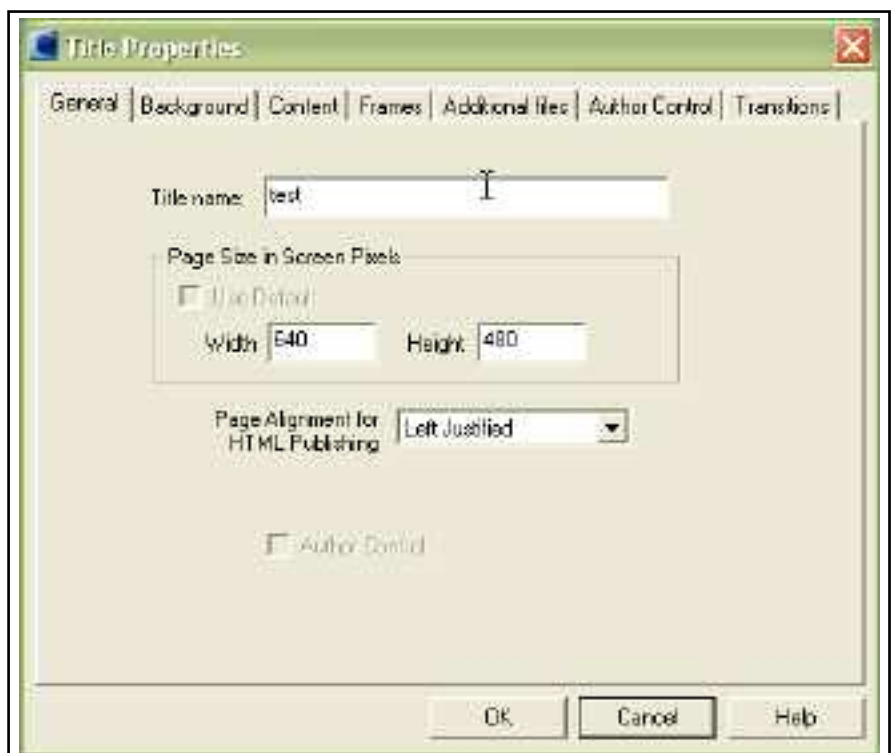 Title Properties
General Background Content Frames Additional files Author Control Transitions
Title name: test
Page Size in Screen Pixels
Use Default
Width 640 Height 480
Page Alignment for
HTML Publishing
Left Justified
Author Control
OK Cancel Help